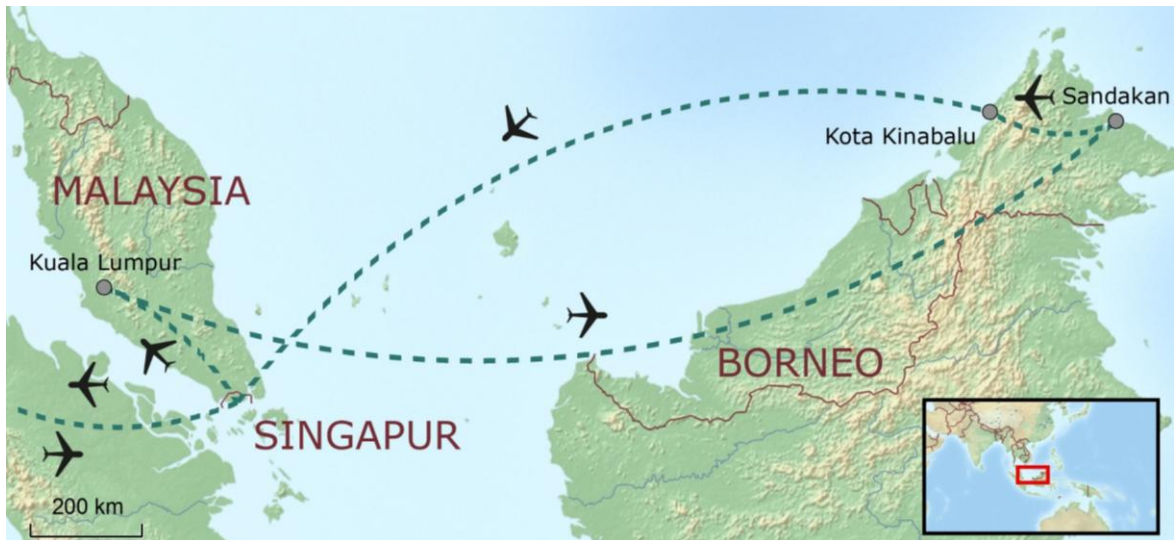 Sandakan
Kota Kinabalu
MALAYSIA
Kuala Lumpur
BORNEO
SINGAPUR
200 km